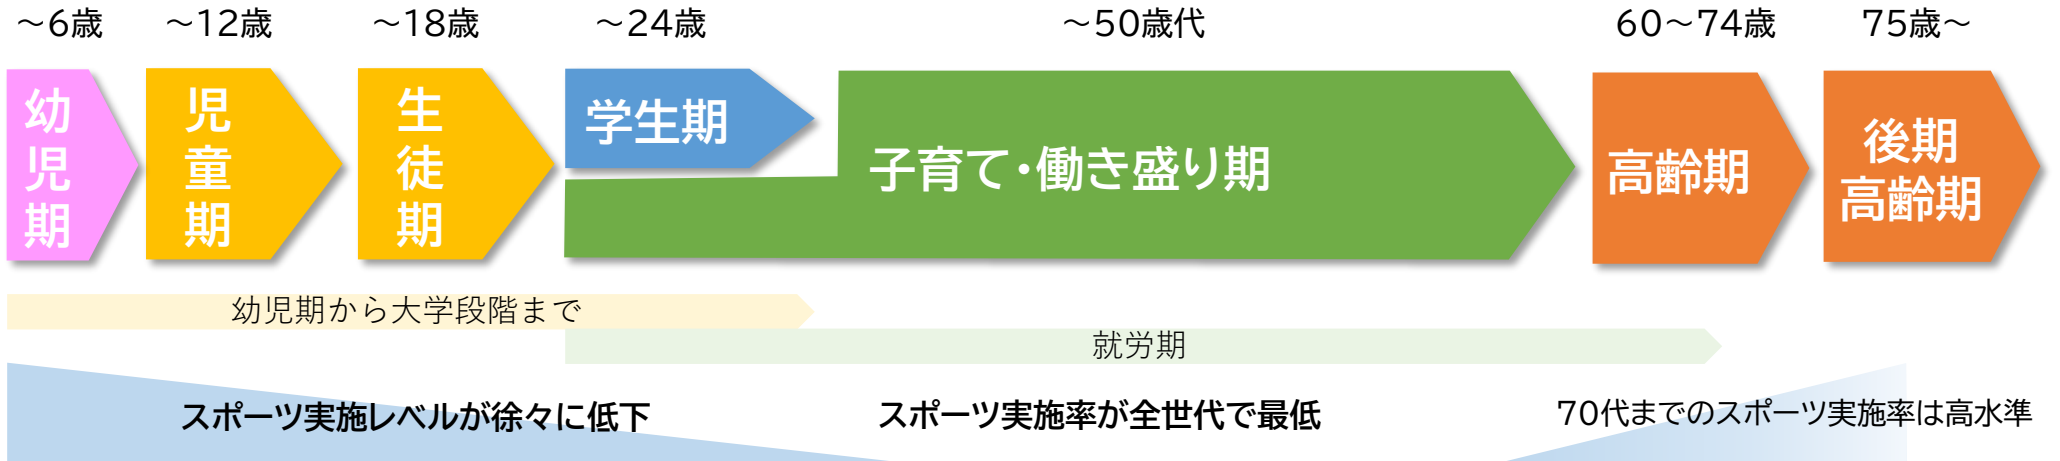 ～6歳
～12歳
～18歳
～24歳
～50歳代
60～74歳
75歳～
幼児期
児童期
生徒期
学生期
子育て・働き盛り期
高齢期
後期
高齢期
幼児期から大学段階まで
就労期
スポーツ実施レベルが徐々に低下
スポーツ実施率が全世代で最低
70代までのスポーツ実施率は高水準